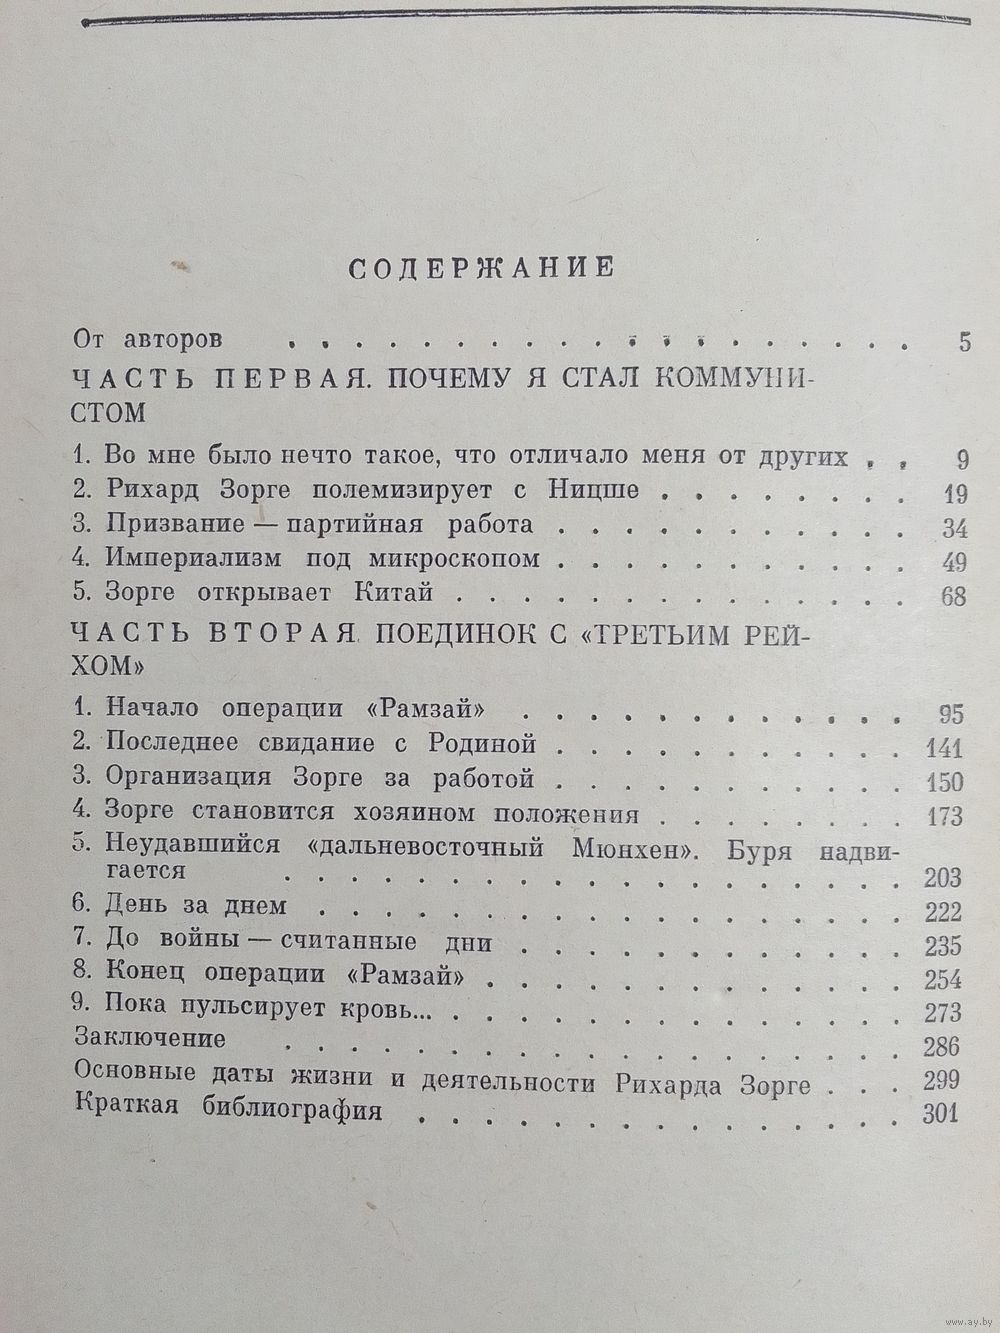 СОДЕРЖАНИЕ
От авторов . . . . . . . . . . . . . . . . . . . 5
ЧАСТЬ ПЕРВАЯ. ПОЧЕМУ Я СТАЛ КОММУНИ-
СТОМ
1. Во мне было нечто такое, что отличало меня от других . . 9
2. Рихард Зорге полемизирует с Ницше . . . . . . . . 19
3. Призвание — партийная работа . . . . . . . . . . . 34
4. Империализм под микроскопом . . . . . . . . . . . 49
5. Зорге открывает Китай . . . . . . . . . . . . . . 68
ЧАСТЬ ВТОРАЯ. ПОЕДИНОК С «ТРЕТЬИМ РЕЙ-
ХОМ»
1. Начало операции «Рамзай» . . . . . . . . . . . . 95
2. Последнее свидание с Родиной . . . . . . . . . . . 141
3. Организация Зорге за работой . . . . . . . . . . . 150
4. Зорге становится хозяином положения . . . . . . . . 173
5. Неудавшийся «дальневосточный Мюнхен». Буря надви-
гается . . . . . . . . . . . . . . . . . . . 203
6. День за днем . . . . . . . . . . . . . . . . . . 222
7. До войны — считанные дни . . . . . . . . . . . . 235
8. Конец операции «Рамзай» . . . . . . . . . . . . . 254
9. Пока пульсирует кровь... . . . . . . . . . . . . . . 273
Заключение . . . . . . . . . . . . . . . . . . . 286
Основные даты жизни и деятельности Рихарда Зорге . . . 299
Краткая библиография . . . . . . . . . . . . . . . 301
www.ay.by